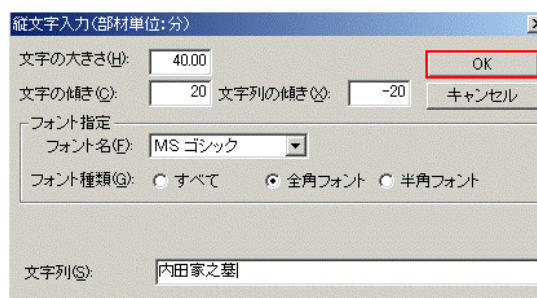 縦文字入力(部材単位:分)
文字の大きさ(H): 40.00 OK
文字の傾き(C): 20 文字列の傾き(X): -20 キャンセル
フォント指定
フォント名(F): MS ゴシック
フォント種類(G): すべて 全角フォント 半角フォント
文字列(S): 内田家之墓